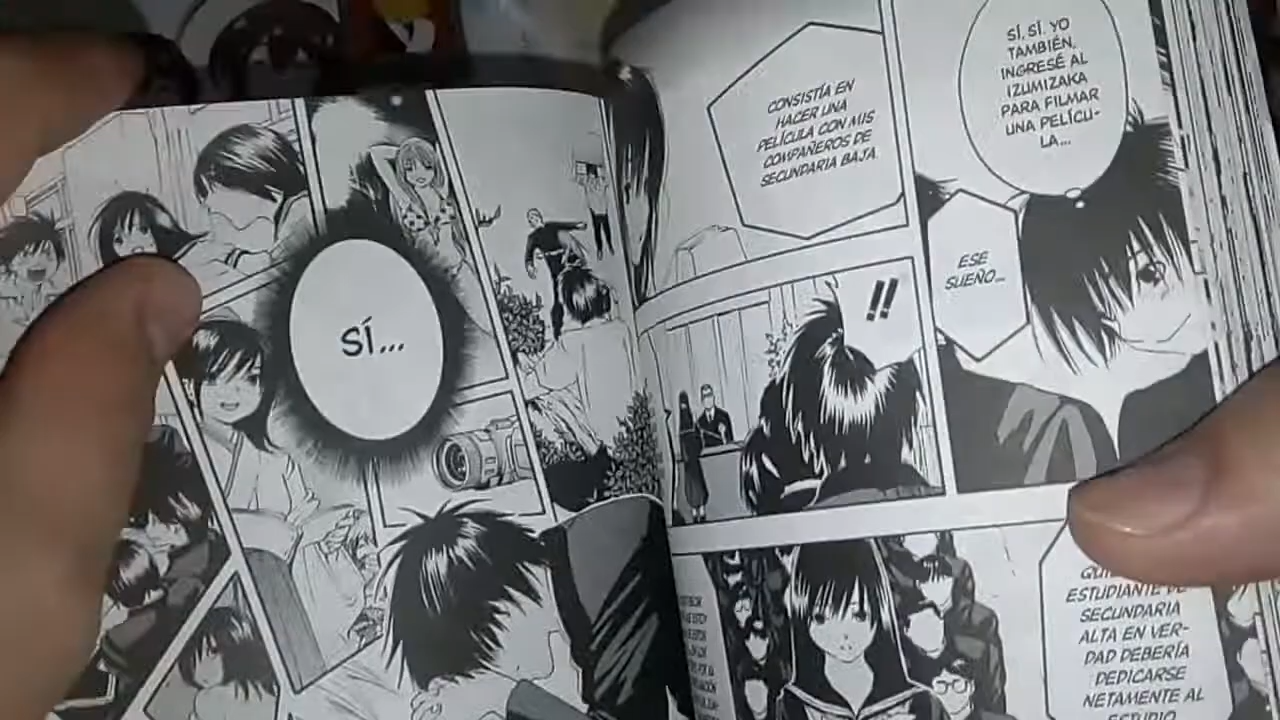 SÍ, SÍ. YO
TAMBIÉN,
INGRESÉ AL
IZUMIZAKA
PARA FILMAR
UNA PELÍCU-
LA...
ESE
SUEÑO...
CONSISTÍA EN
HACER UNA
PELÍCULA CON MIS
COMPAÑEROS DE
SECUNDARIA BAJA
!!
ESTUDIANTE DE
SECUNDARIA
ALTA EN VER-
DAD DEBERÍA
DEDICARSE
NETAMENTE AL
ESTUDIO
SÍ...